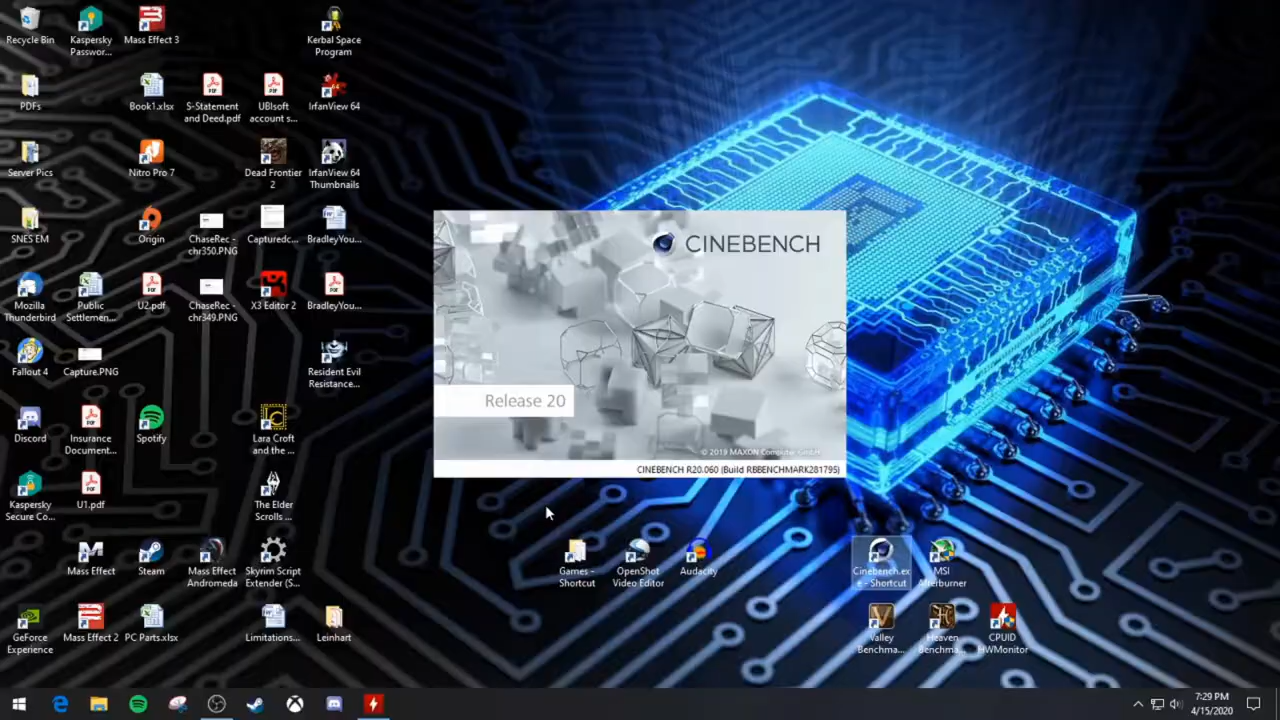 Recycle Bin
Kaspersky
Passwor...
Mass Effect 3
Kerbal Space
Program
PDFs
Book1.xlsx
S-Statement
and Deed.pdf
UBIsoft
account s...
IrfanView 64
Server Pics
Nitro Pro 7
Dead Frontier
2
IrfanView 64
Thumbnails
SNES EM
Origin
ChaseRec -
chr350.PNG
Capturedc...
BradleyYou...
Mozilla
Thunderbird
Public
Settlemen...
U2.pdf
ChaseRec -
chr349.PNG
X3 Editor 2
BradleyYou...
Fallout 4
Capture.PNG
Resident Evil
Resistance...
Discord
Insurance
Document...
Spotify
Lara Croft
and the ...
Kaspersky
Secure Co...
U1.pdf
The Elder
Scrolls ...
Mass Effect
Steam
Mass Effect
Andromeda
Skyrim Script
Extender (S...
GeForce
Experience
Mass Effect 2
PC Parts.xlsx
Limitations...
Leinhart
CINEBENCH
Release 20
© 2019 MAXON Computer GmbH
CINEBENCH R20.060 (Build RBBENCHMARK281795)
Games -
Shortcut
OpenShot
Video Editor
Audacity
Cinebench.ex
e - Shortcut
MSI
Afterburner
Valley
Benchma...
Heaven
Benchma...
CPUID
HWMonitor
7:29 PM
4/15/2020